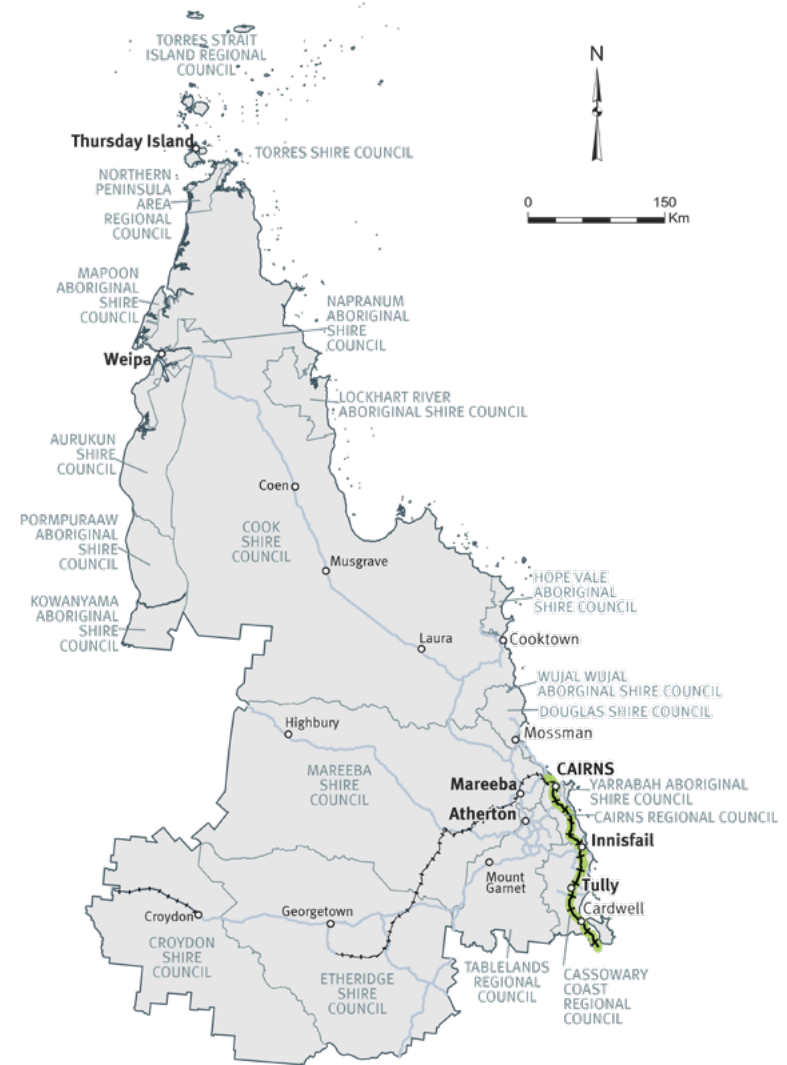 TORRES STRAIT
ISLAND REGIONAL
COUNCIL
N
Thursday Island
TORRES SHIRE COUNCIL
NORTHERN
PENINSULA
AREA
REGIONAL
COUNCIL
0 150
Km
MAPOON
ABORIGINAL
SHIRE
COUNCIL
NAPRANUM
ABORIGINAL
SHIRE
COUNCIL
Weipa
LOCKHART RIVER
ABORIGINAL SHIRE COUNCIL
AURUKUN
SHIRE
COUNCIL
Coen
PORMPURAAW
ABORIGINAL
SHIRE
COUNCIL
COOK
SHIRE
COUNCIL
Musgrave
HOPE VALE
ABORIGINAL
SHIRE COUNCIL
KOWANYAMA
ABORIGINAL
SHIRE
COUNCIL
Laura
Cooktown
WUJAL WUJAL
ABORGINAL SHIRE COUNCIL
DOUGLAS SHIRE COUNCIL
Highbury
Mossman
MAREEBA
SHIRE
COUNCIL
CAIRNS
Mareeba
YARRABAH ABORIGINAL
SHIRE COUNCIL
Atherton
CAIRNS REGIONAL COUNCIL
Innisfail
Mount
Garnet
Tully
Cardwell
Croydon
Georgetown
CROYDON
SHIRE
COUNCIL
ETHERIDGE
SHIRE
COUNCIL
TABLELANDS
REGIONAL
COUNCIL
CASSOWARY
COAST
REGIONAL
COUNCIL